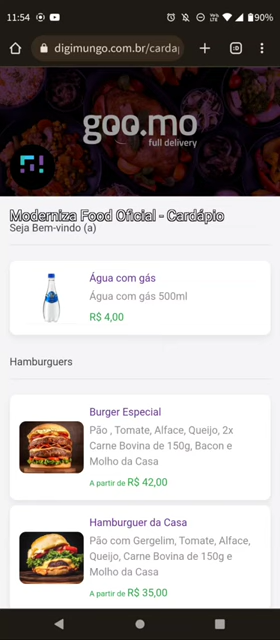 11:54
90%
digimungo.com.br/cardap
goo.mo
full delivery
Moderniza Food Oficial - Cardápio
Seja Bem-vindo (a)
Água com gás
Água com gás 500ml
R$ 4,00
Hamburguers
Burger Especial
Pão , Tomate, Alface, Queijo, 2x
Carne Bovina de 150g, Bacon e
Molho da Casa
A partir de R$ 42,00
Hamburguer da Casa
Pão com Gergelim, Tomate, Alface,
Queijo, Carne Bovina de 150g e
Molho da Casa
A partir de R$ 35,00